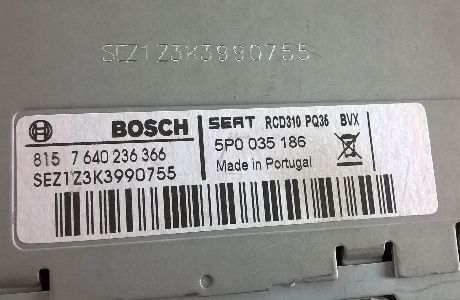 SEZ1Z3K3990755
BOSCH
SEAT RCD310 PQ35 BVX
815 7 640 236 366
5P0 035 186
SEZ1Z3K3990755
Made in Portugal